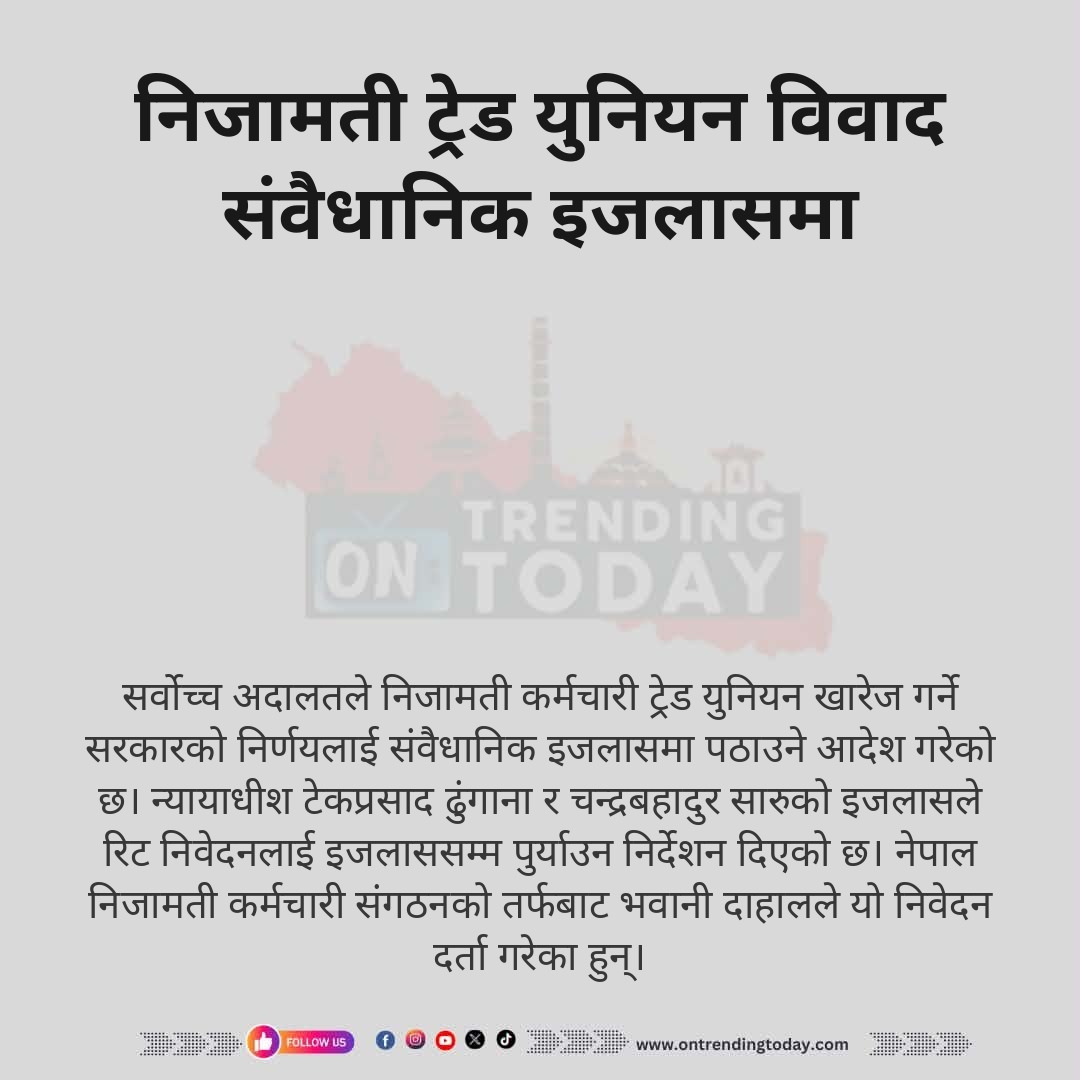 निजामती ट्रेड युनियन विवाद
संवैधानिक इजलासमा
TRENDING
ON TODAY
सर्वोच्च अदालतले निजामती कर्मचारी ट्रेड युनियन खारेज गर्ने
सरकारको निर्णयलाई संवैधानिक इजलासमा पठाउने आदेश गरेको
छ। न्यायाधीश टेकप्रसाद ढुंगाना र चन्द्रबहादुर सारुको इजलासले
रिट निवेदनलाई इजलाससम्म पुर्याउन निर्देशन दिएको छ। नेपाल
निजामती कर्मचारी संगठनको तर्फबाट भवानी दाहालले यो निवेदन
दर्ता गरेका हुन्।
FOLLOW US www.ontrendingtoday.com